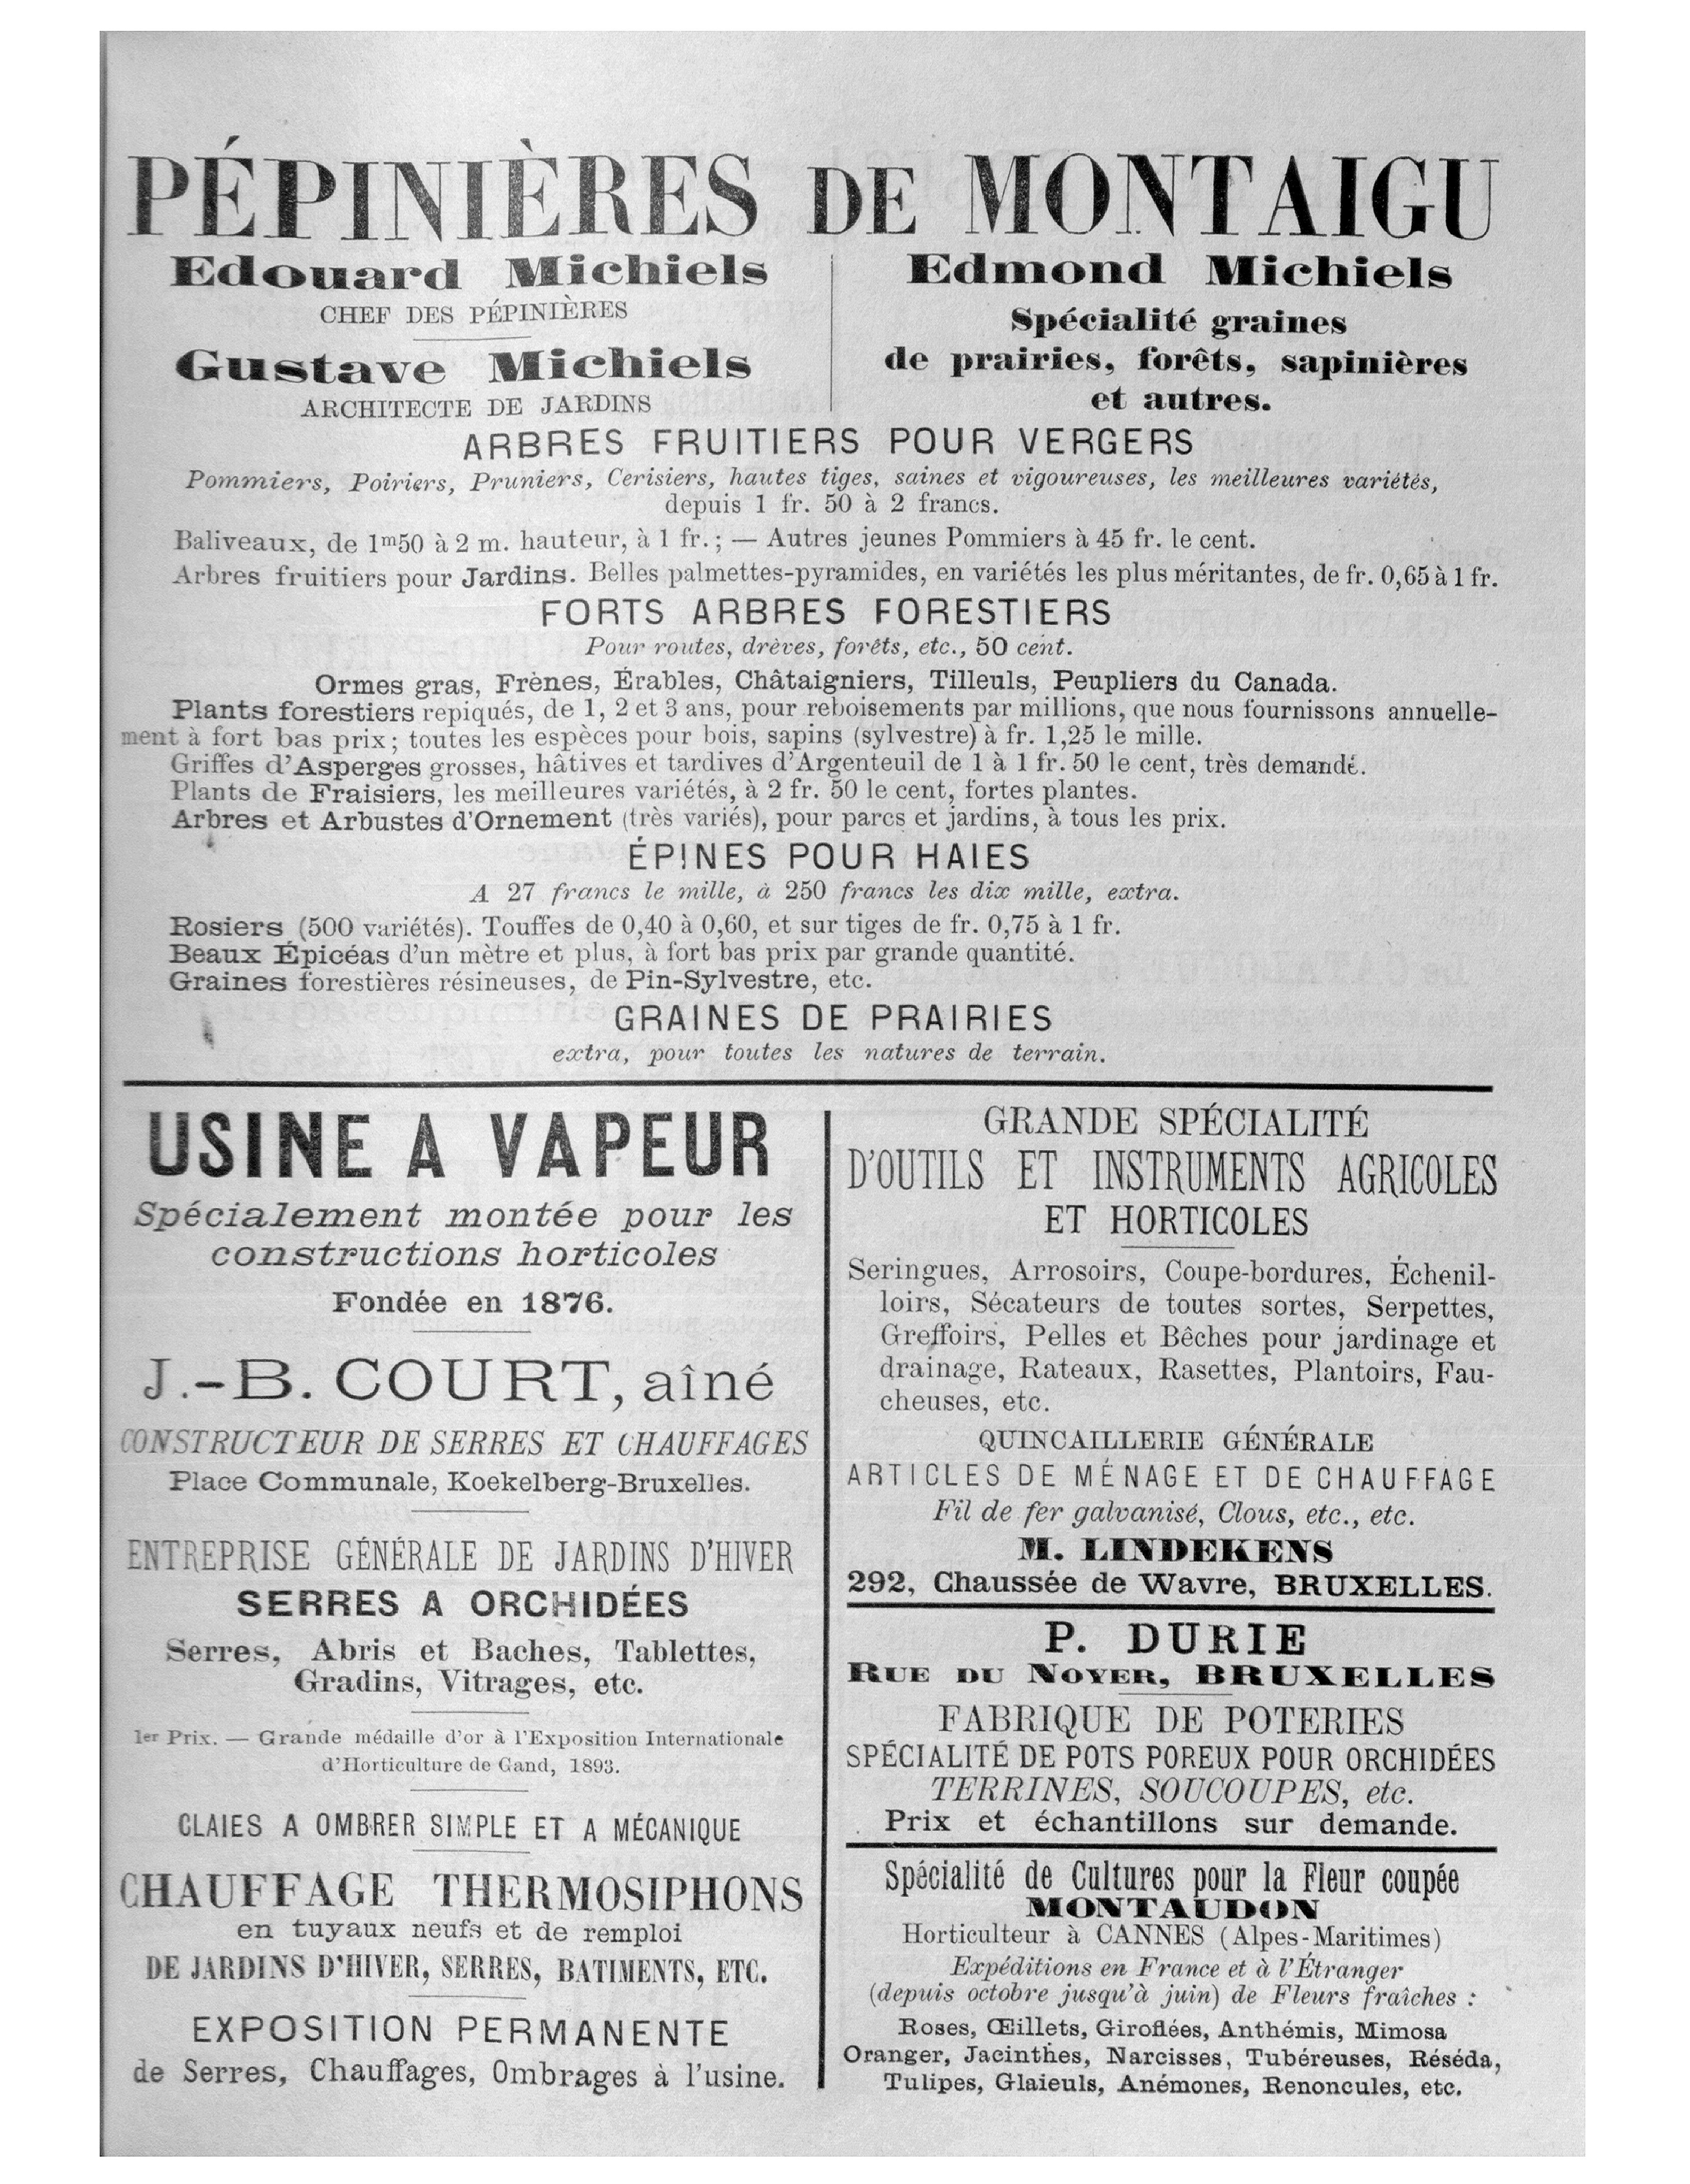 PÉPINIÈRES DE MONTAIGU
Edouard Michiels
CHEF DES PÉPINIÈRES
Gustave Michiels
ARCHITECTE DE JARDINS
Edmond Michiels
Spécialité graines
de prairies, forêts, sapinières
et autres.
ARBRES FRUITIERS POUR VERGERS
Pommiers, Poiriers, Pruniers, Cerisiers, hautes tiges, saines et vigoureuses, les meilleures variétés,
depuis 1 fr. 50 à 2 francs.
Baliveaux, de 1m50 à 2 m. hauteur, à 1 fr.; — Autres jeunes Pommiers à 45 fr. le cent.
Arbres fruitiers pour Jardins. Belles palmettes-pyramides, en variétés les plus méritantes, de fr. 0,65 à 1 fr.
FORTS ARBRES FORESTIERS
Pour routes, drèves, forêts, etc., 50 cent.
Ormes gras, Frènes, Érables, Châtaigniers, Tilleuls, Peupliers du Canada.
Plants forestiers repiqués, de 1, 2 et 3 ans, pour reboisements par millions, que nous fournissons annuelle-
ment à fort bas prix; toutes les espèces pour bois, sapins (sylvestre) à fr. 1,25 le mille.
Griffes d'Asperges grosses, hâtives et tardives d'Argenteuil de 1 à 1 fr. 50 le cent, très demandé.
Plants de Fraisiers, les meilleures variétés, à 2 fr. 50 le cent, fortes plantes.
Arbres et Arbustes d'Ornement (très variés), pour parcs et jardins, à tous les prix.
ÉPINES POUR HAIES
A 27 francs le mille, à 250 francs les dix mille, extra.
Rosiers (500 variétés). Touffes de 0,40 à 0,60, et sur tiges de fr. 0,75 à 1 fr.
Beaux Épicéas d'un mètre et plus, à fort bas prix par grande quantité.
Graines forestières résineuses, de Pin-Sylvestre, etc.
GRAINES DE PRAIRIES
extra, pour toutes les natures de terrain.
USINE A VAPEUR
Spécialement montée pour les
constructions horticoles
Fondée en 1876.
J.-B. COURT, aîné
CONSTRUCTEUR DE SERRES ET CHAUFFAGES
Place Communale, Koekelberg-Bruxelles.
ENTREPRISE GÉNÉRALE DE JARDINS D'HIVER
SERRES A ORCHIDÉES
Serres, Abris et Baches, Tablettes,
Gradins, Vitrages, etc.
1er Prix. — Grande médaille d'or à l'Exposition Internationale
d'Horticulture de Gand, 1893.
CLAIES A OMBRER SIMPLE ET A MÉCANIQUE
CHAUFFAGE THERMOSIPHONS
en tuyaux neufs et de remploi
DE JARDINS D'HIVER, SERRES, BATIMENTS, ETC.
EXPOSITION PERMANENTE
de Serres, Chauffages, Ombrages à l'usine.
GRANDE SPÉCIALITÉ
D'OUTILS ET INSTRUMENTS AGRICOLES
ET HORTICOLES
Seringues, Arrosoirs, Coupe-bordures, Échenil-
loirs, Sécateurs de toutes sortes, Serpettes,
Greffoirs, Pelles et Bêches pour jardinage et
drainage, Rateaux, Rasettes, Plantoirs, Fau-
cheuses, etc.
QUINCAILLERIE GÉNÉRALE
ARTICLES DE MÉNAGE ET DE CHAUFFAGE
Fil de fer galvanisé, Clous, etc., etc.
M. LINDEKENS
292, Chaussée de Wavre, BRUXELLES.
P. DURIE
RUE DU NOYER, BRUXELLES
FABRIQUE DE POTERIES
SPÉCIALITÉ DE POTS POREUX POUR ORCHIDÉES
TERRINES, SOUCOUPES, etc.
Prix et échantillons sur demande.
Spécialité de Cultures pour la Fleur coupée
MONTAUDON
Horticulteur à CANNES (Alpes-Maritimes)
Expéditions en France et à l'Étranger
(depuis octobre jusqu'à juin) de Fleurs fraîches :
Roses, Œillets, Giroflées, Anthémis, Mimosa
Oranger, Jacinthes, Narcisses, Tubéreuses, Réséda,
Tulipes, Glaieuls, Anémones, Renoncules, etc.